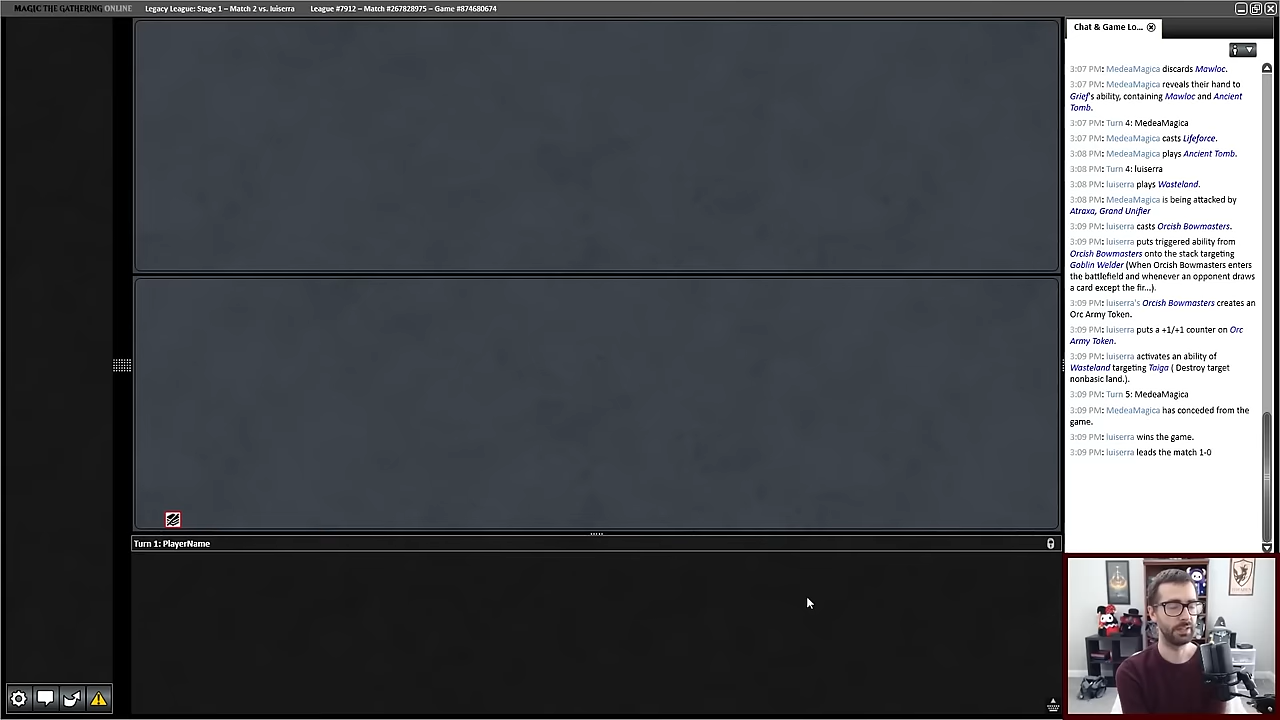 MAGIC THE GATHERING ONLINE
Legacy League: Stage 1 – Match 2 vs. luiserra
League #7912 – Match #267828975 – Game #874680674
Chat & Game Lo...
3:07 PM: MedeaMagica discards Mawloc.
3:07 PM: MedeaMagica reveals their hand to
Grief's ability, containing Mawloc and Ancient
Tomb.
3:07 PM: Turn 4: MedeaMagica
3:07 PM: MedeaMagica casts Lifeforce.
3:08 PM: MedeaMagica plays Ancient Tomb.
3:08 PM: Turn 4: luiserra
3:08 PM: luiserra plays Wasteland.
3:08 PM: MedeaMagica is being attacked by
Atraxa, Grand Unifier
3:09 PM: luiserra casts Orcish Bowmasters.
3:09 PM: luiserra puts triggered ability from
Orcish Bowmasters onto the stack targeting
Goblin Welder (When Orcish Bowmasters enters
the battlefield and whenever an opponent draws
a card except the fir...).
3:09 PM: luiserra's Orcish Bowmasters creates an
Orc Army Token.
3:09 PM: luiserra puts a +1/+1 counter on Orc
Army Token.
3:09 PM: luiserra activates an ability of
Wasteland targeting Taiga ( Destroy target
nonbasic land.).
3:09 PM: Turn 5: MedeaMagica
3:09 PM: MedeaMagica has conceded from the
game.
3:09 PM: luiserra wins the game.
3:09 PM: luiserra leads the match 1-0
Turn 1: PlayerName